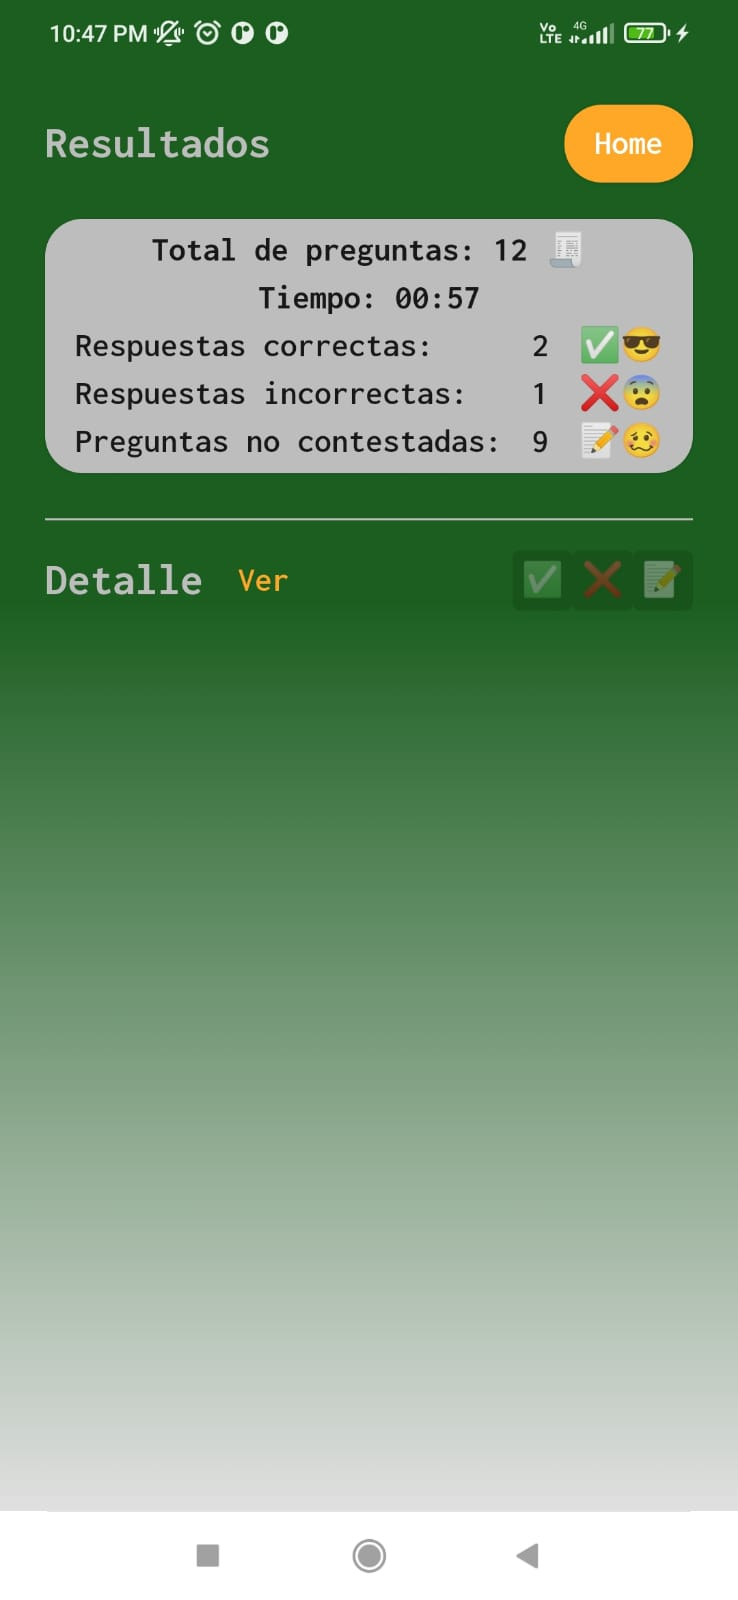 10:47 PM
Vo LTE 4G 77
Resultados
Home
Total de preguntas: 12
Tiempo: 00:57
Respuestas correctas: 2
Respuestas incorrectas: 1
Preguntas no contestadas: 9
Detalle Ver